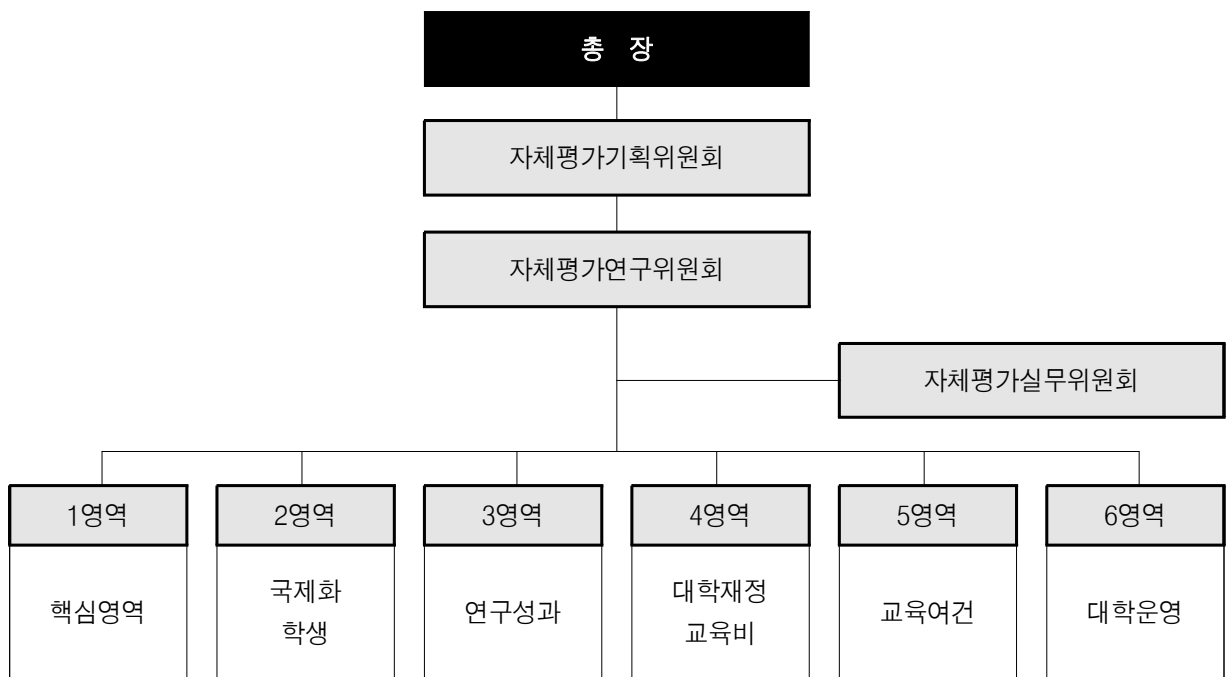 총 장
자체평가기획위원회
자체평가연구위원회
자체평가실무위원회
1영역
2영역
3영역
4영역
5영역
6영역
핵심영역
국제화
학생
연구성과
대학재정
교육비
교육여건
대학운영